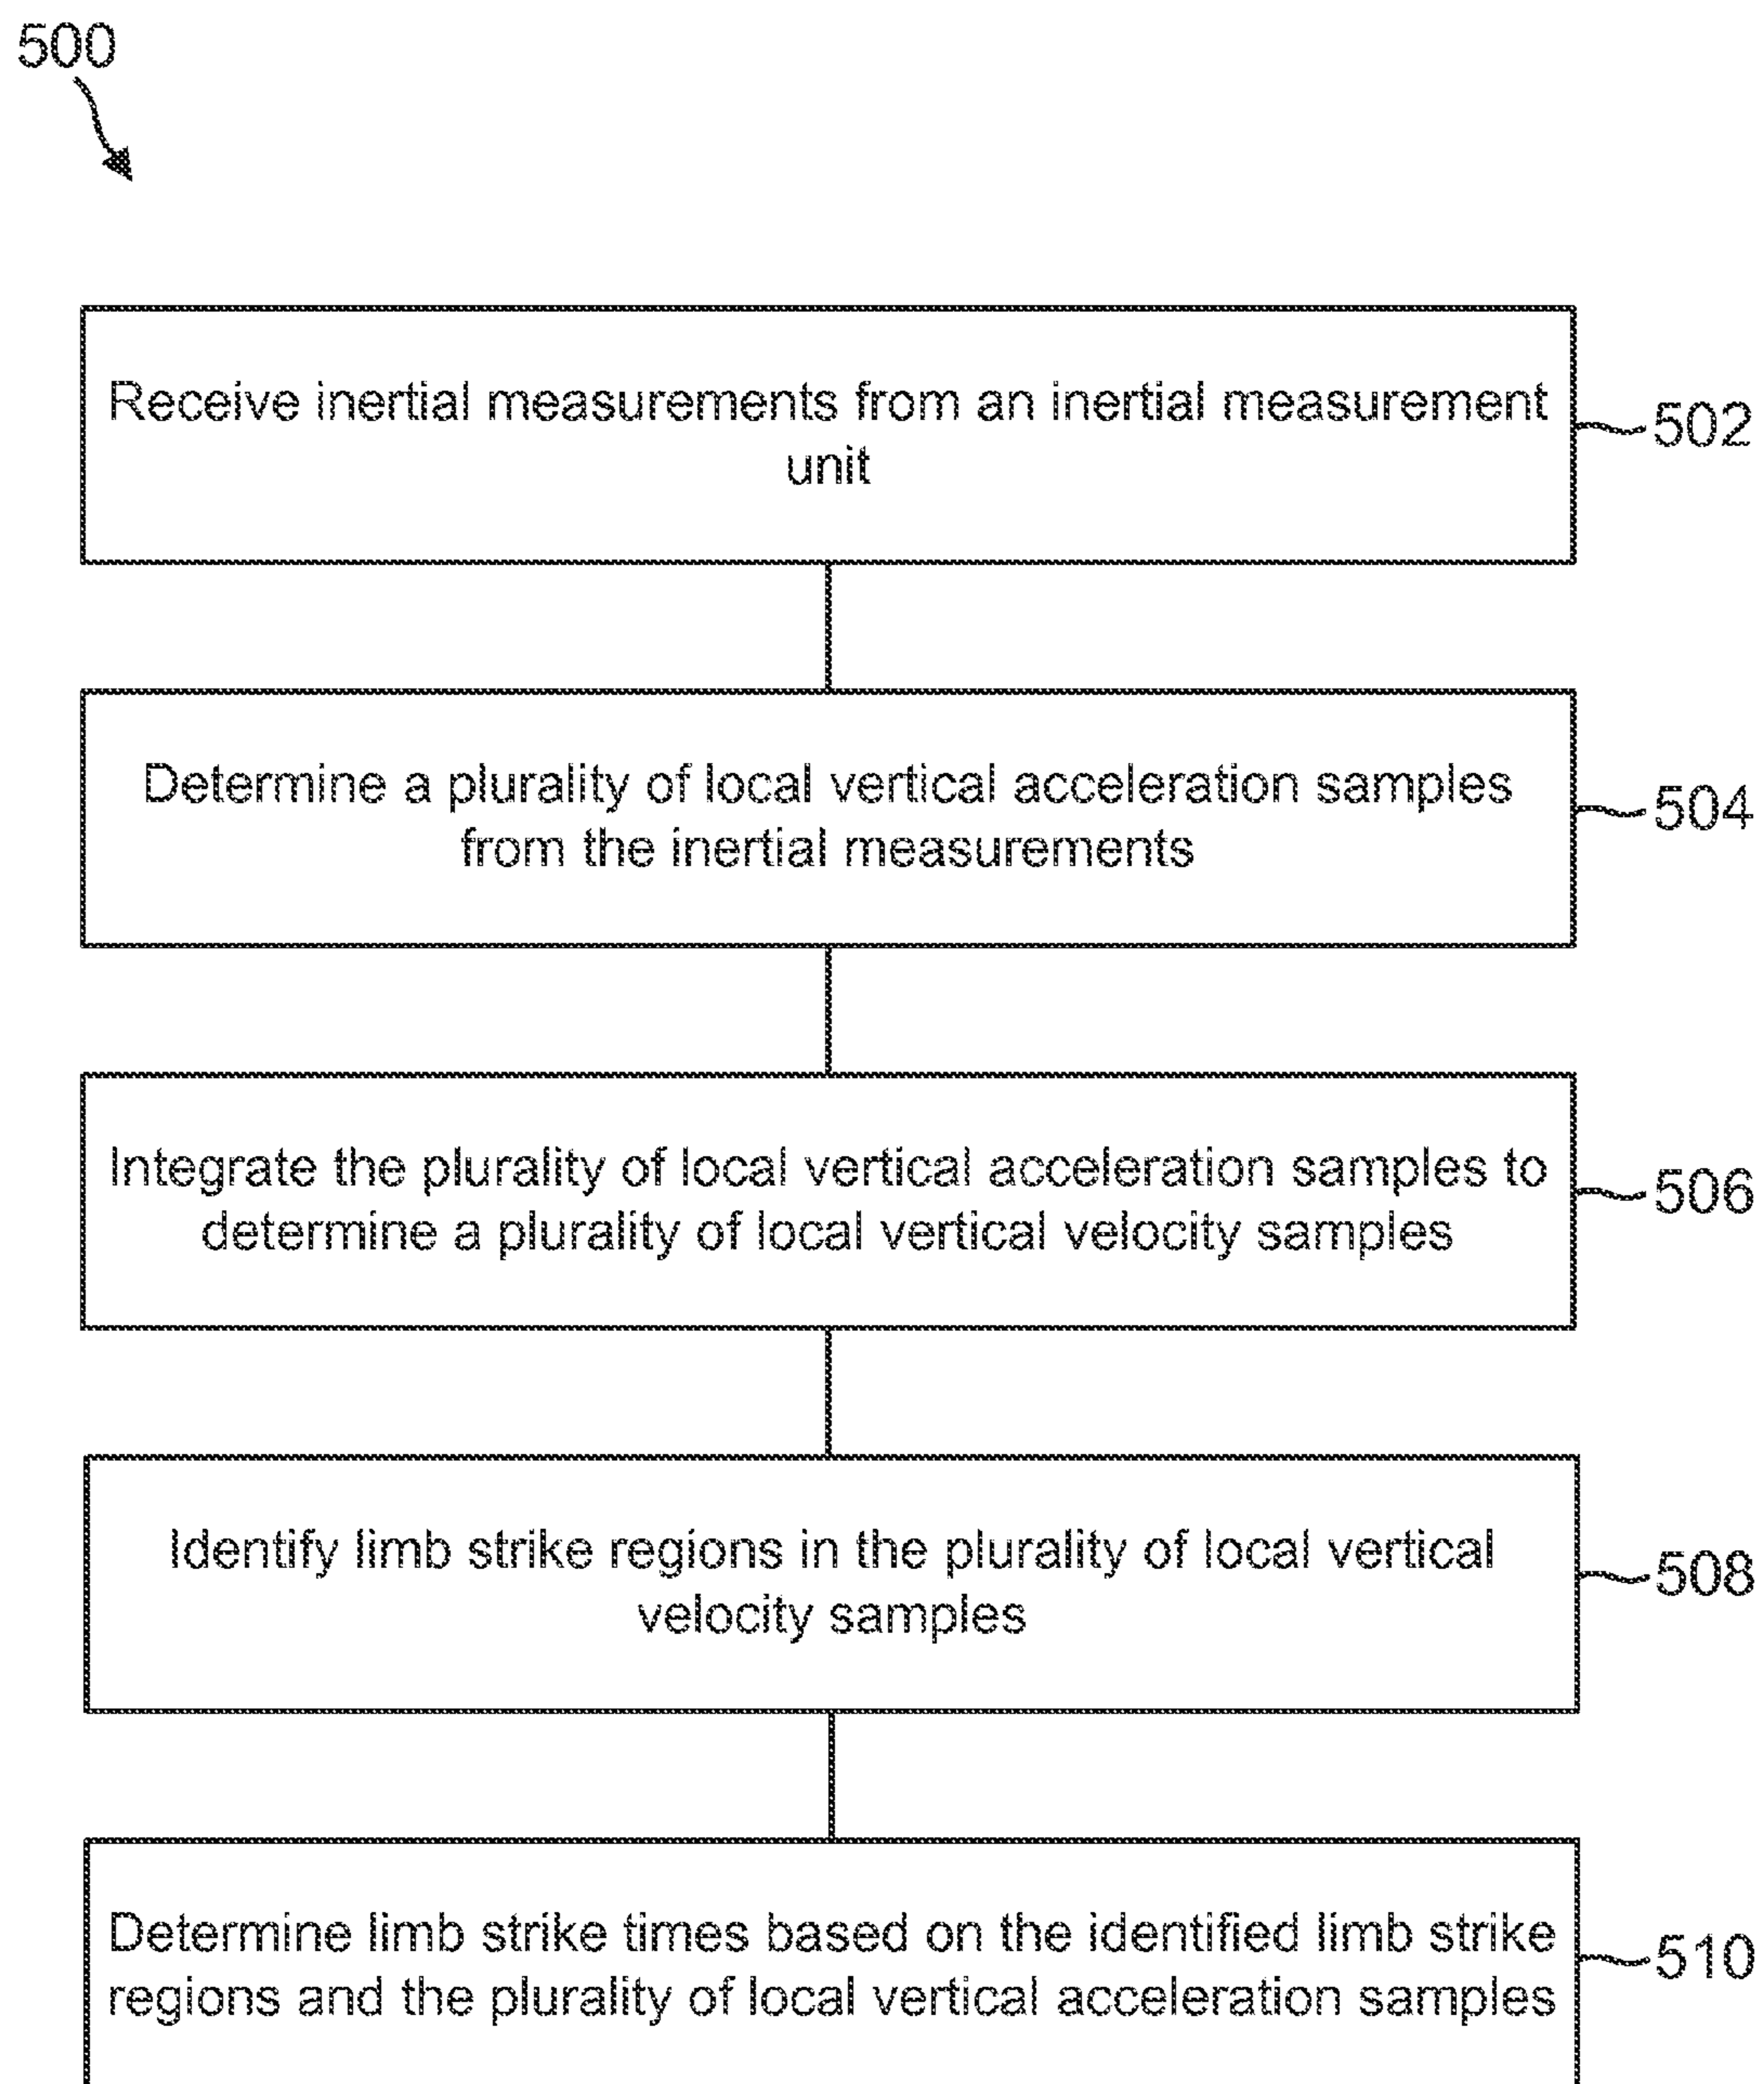 500
Receive inertial measurements from an inertial measurement
unit
502
Determine a plurality of local vertical acceleration samples
from the inertial measurements
504
Integrate the plurality of local vertical acceleration samples to
determine a plurality of local vertical velocity samples
506
Identify limb strike regions in the plurality of local vertical
velocity samples
508
Determine limb strike times based on the identified limb strike
regions and the plurality of local vertical acceleration samples
510